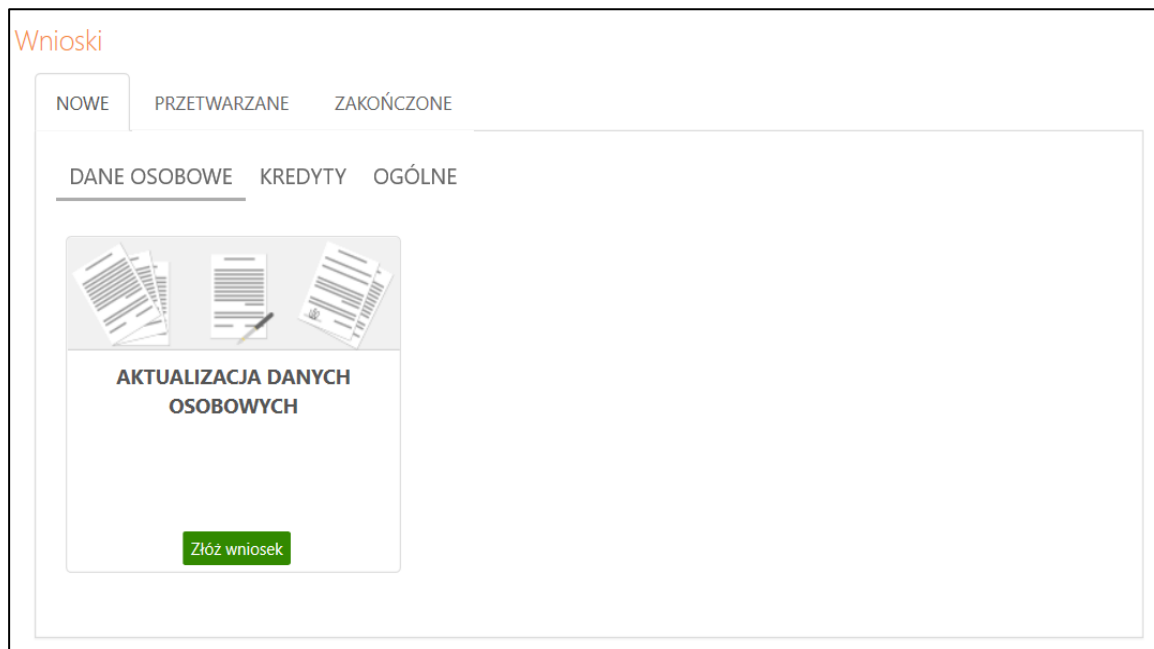 Wnioski
NOWE PRZETWARZANE ZAKOŃCZONE
DANE OSOBOWE KREDYTY OGÓLNE
AKTUALIZACJA DANYCH
OSOBOWYCH
Złóż wniosek